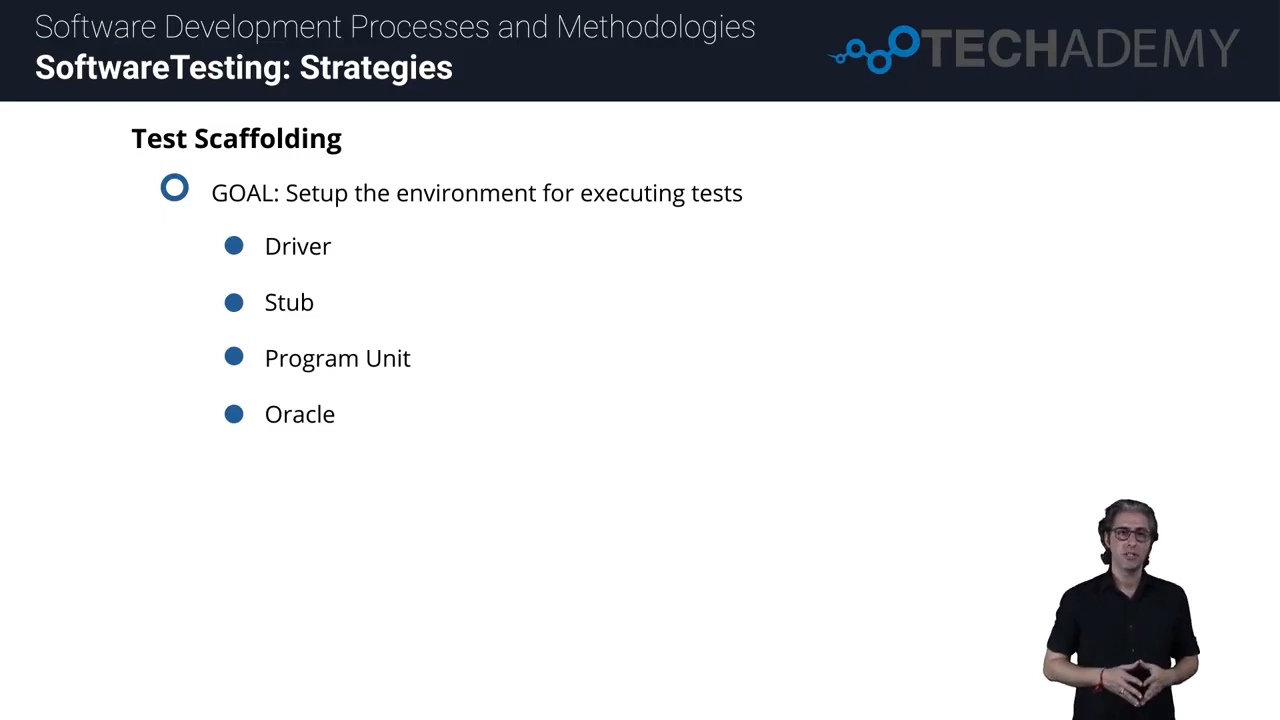 Software Development Processes and Methodologies
SoftwareTesting: Strategies
TECHADEMY
Test Scaffolding
GOAL: Setup the environment for executing tests
Driver
Stub
Program Unit
Oracle